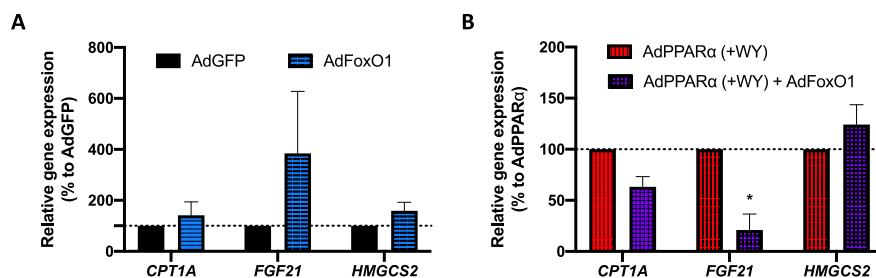 A
Relative gene expression
(% to AdGFP)
800
600
400
200
0
AdGFP
AdFoxO1
CPT1A
FGF21
HMGCS2
B
Relative gene expression
(% to AdPPARα)
200
150
100
50
0
AdPPARα (+WY)
AdPPARα (+WY) + AdFoxO1
*
CPT1A
FGF21
HMGCS2